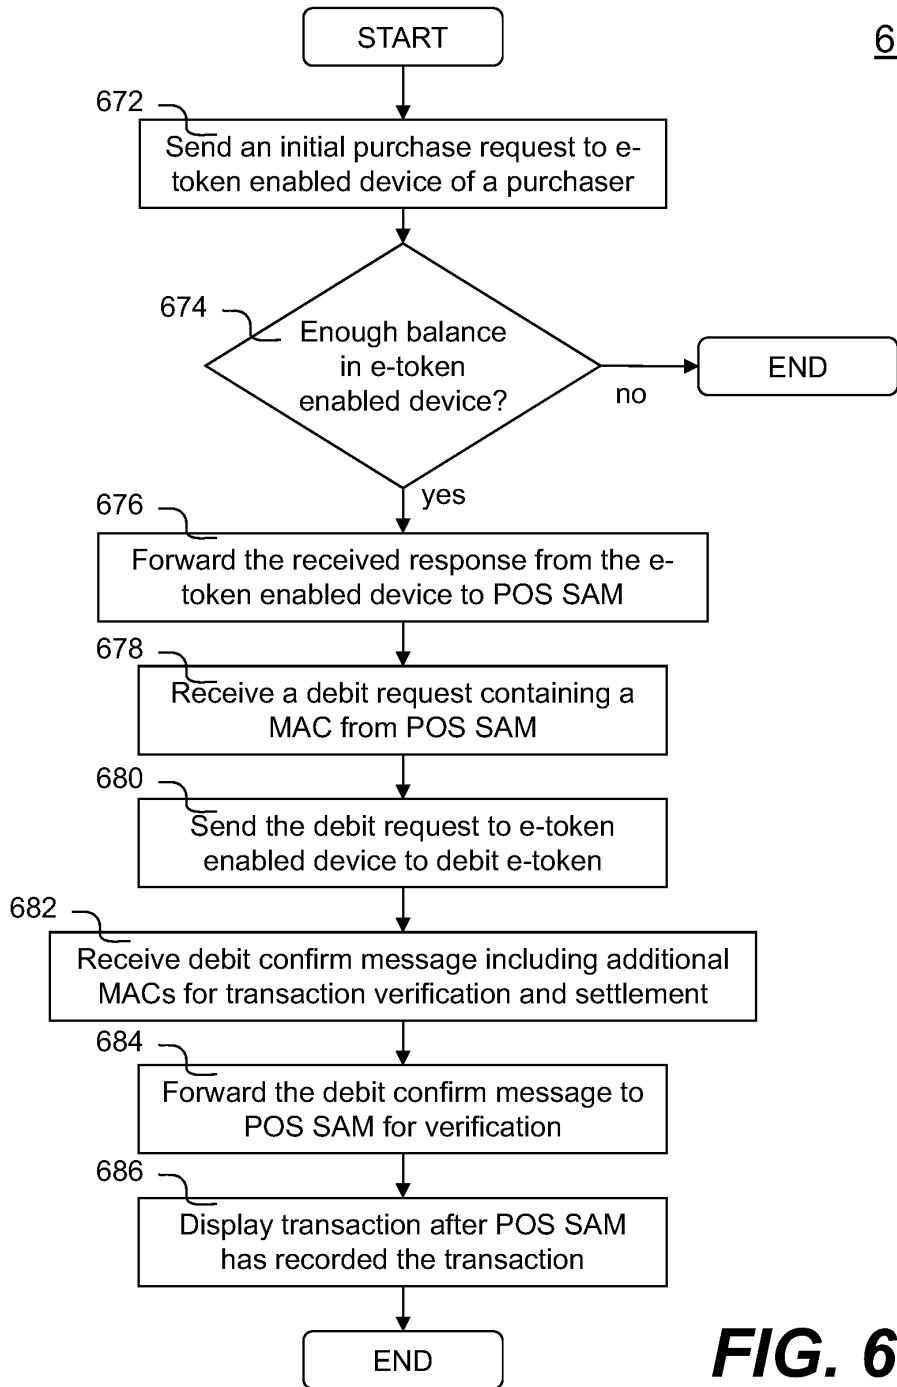 START
6
672
Send an initial purchase request to e-
token enabled device of a purchaser
674
Enough balance
in e-token
enabled device?
no
END
yes
676
Forward the received response from the e-
token enabled device to POS SAM
678
Receive a debit request containing a
MAC from POS SAM
680
Send the debit request to e-token
enabled device to debit e-token
682
Receive debit confirm message including additional
MACs for transaction verification and settlement
684
Forward the debit confirm message to
POS SAM for verification
686
Display transaction after POS SAM
has recorded the transaction
END
FIG. 6